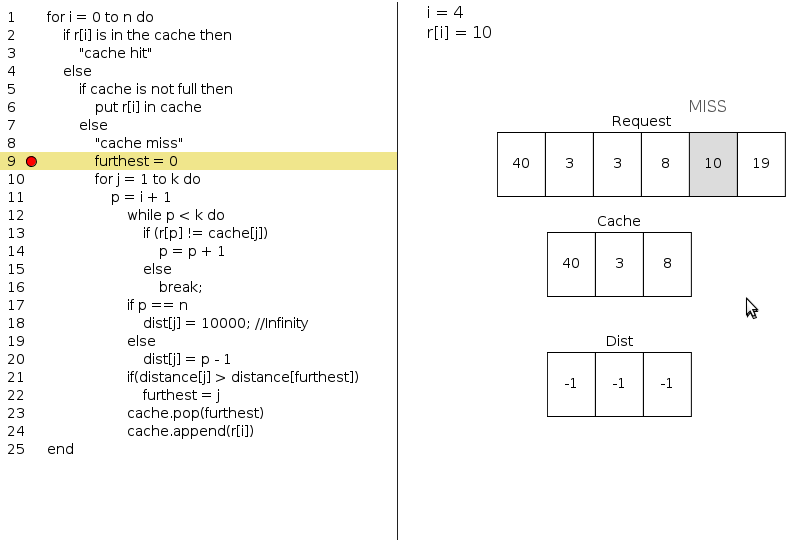 1 for i = 0 to n do
2 if r[i] is in the cache then
3 "cache hit"
4 else
5 if cache is not full then
6 put r[i] in cache
7 else
8 "cache miss"
9 furthest = 0
10 for j = 1 to k do
11 p = i + 1
12 while p < k do
13 if (r[p] != cache[j])
14 p = p + 1
15 else
16 break;
17 if p == n
18 dist[j] = 10000; //Infinity
19 else
20 dist[j] = p - 1
21 if(distance[j] > distance[furthest])
22 furthest = j
23 cache.pop(furthest)
24 cache.append(r[i])
25 end
i = 4
r[i] = 10
MISS
Request
40 3 3 8 10 19
Cache
40 3 8
Dist
-1 -1 -1